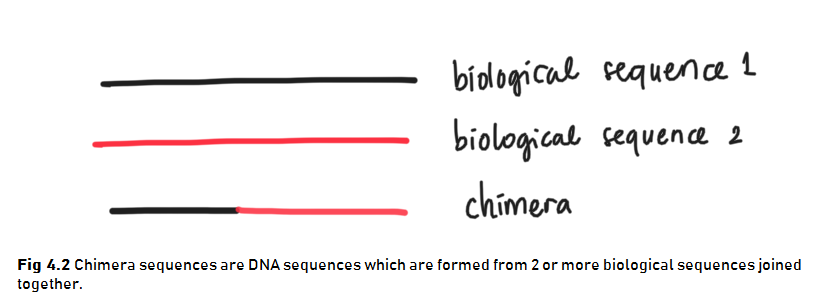 biological sequence 1
biological sequence 2
chimera
Fig 4.2 Chimera sequences are DNA sequences which are formed from 2 or more biological sequences joined
together.